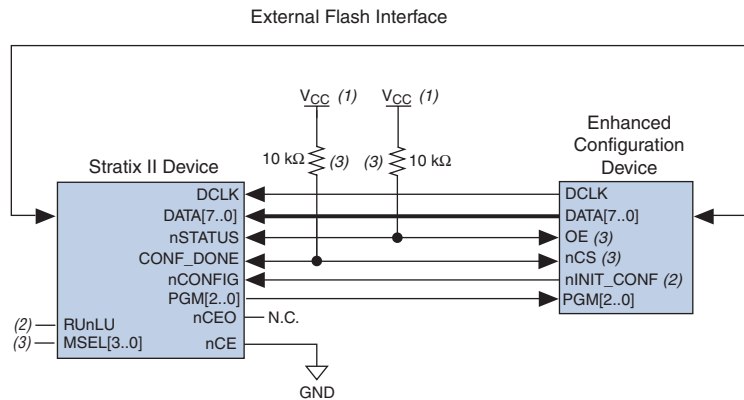 External Flash Interface
VCC (1) VCC (1)
10 kΩ (3) (3) 10 kΩ
Stratix II Device
Enhanced
Configuration
Device
DCLK DCLK
DATA[7..0] DATA[7..0]
nSTATUS OE (3)
CONF_DONE nCS (3)
nCONFIG nINIT_CONF (2)
PGM[2..0] PGM[2..0]
nCEO N.C.
(2) RUnLU
(3) MSEL[3..0] nCE
GND